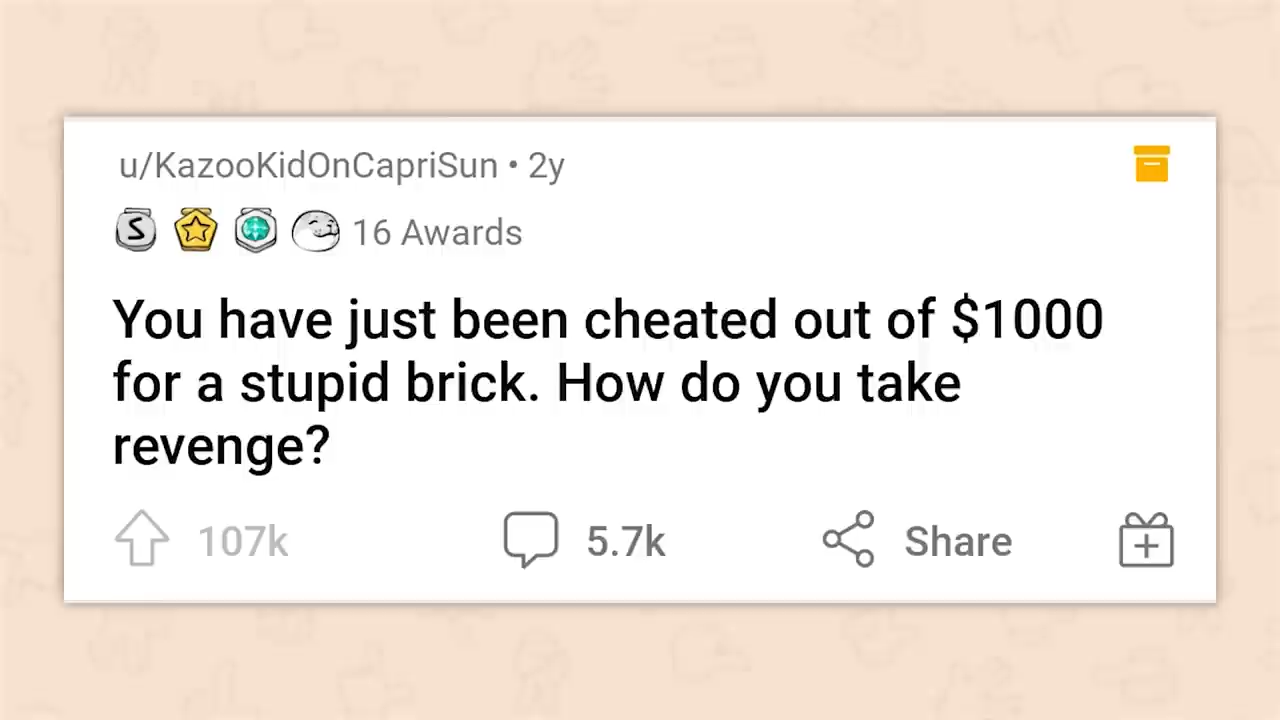 u/KazooKidOnCapriSun • 2y
S 16 Awards
You have just been cheated out of $1000
for a stupid brick. How do you take
revenge?
107k 5.7k Share